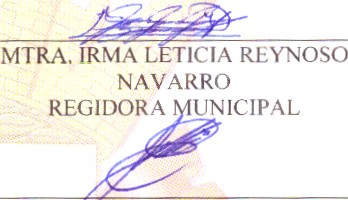 MTRA. IRMA LETICIA REYNOSO
NAVARRO
REGIDORA MUNICIPAL